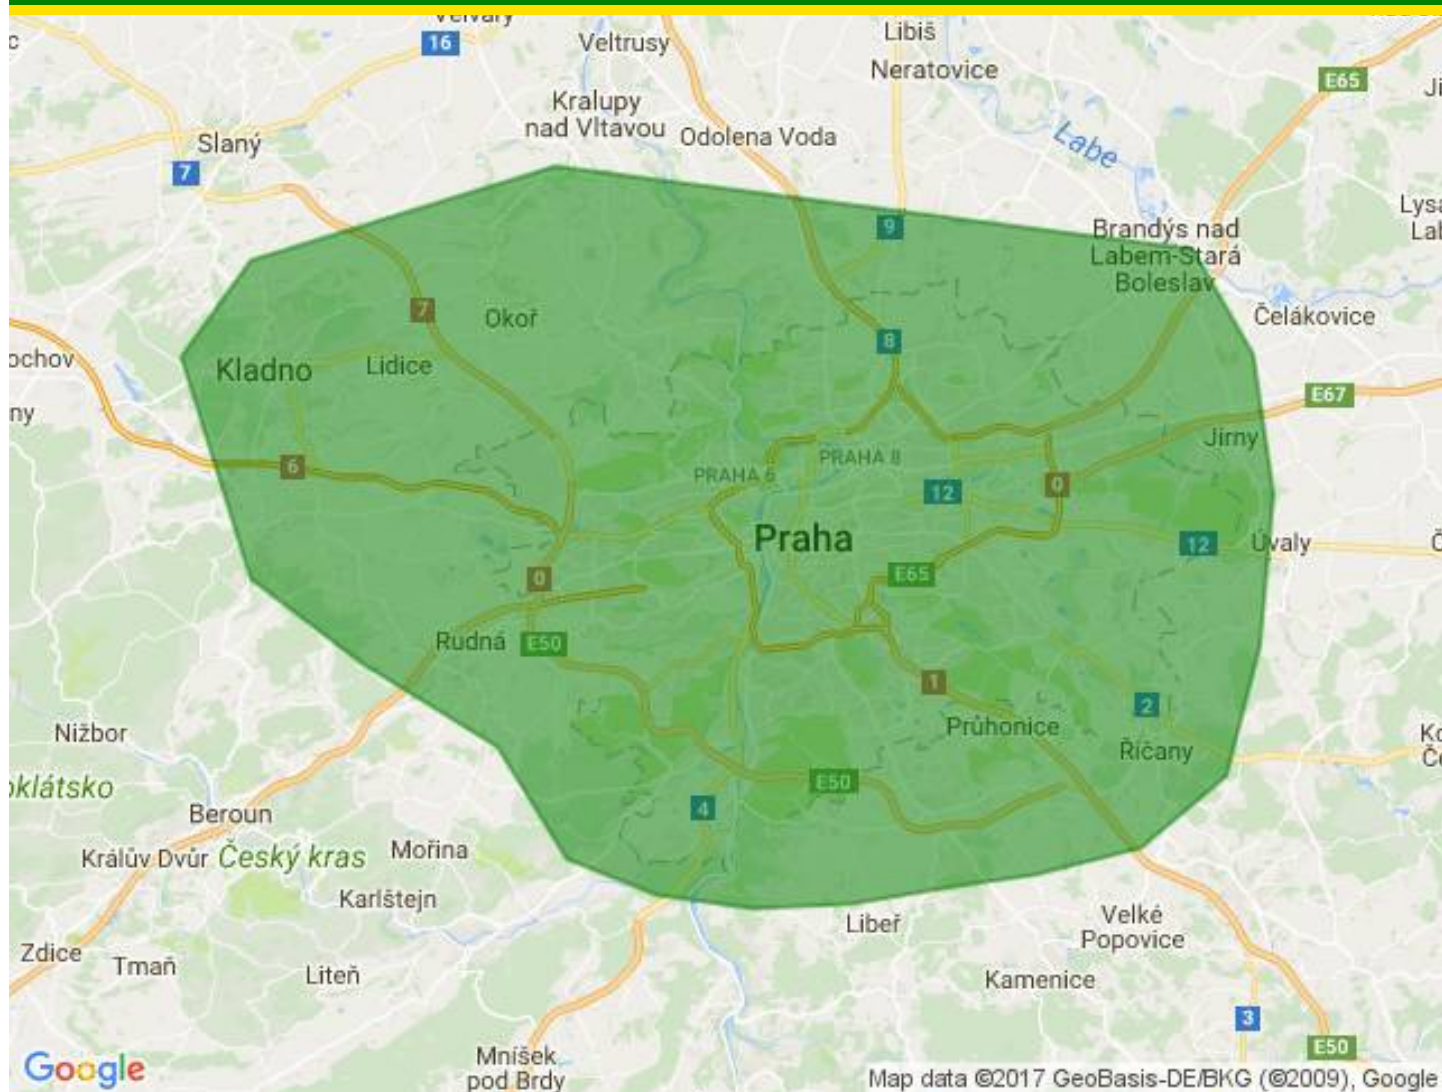 16
Veltrusy
Libiš
Neratovice
E65
Kralupy
nad Vltavou
Odolena Voda
Labe
Slaný
7
9
Brandýs nad
Labem-Stará
Boleslav
7
Okoř
8
Čelákovice
Kladno
Lidice
E67
Jirny
6
PRAHA 6
PRAHA 8
12
0
Praha
12
Úvaly
0
E65
Rudná
E50
1
2
Nižbor
Průhonice
Říčany
E50
4
Beroun
Králův Dvůr
Český kras
Mořina
Karlštejn
Libeř
Velké
Popovice
Zdice
Tmaň
Liteň
Kamenice
3
E50
Mníšek
pod Brdy
Google
Map data ©2017 GeoBasis-DE/BKG (©2009), Google